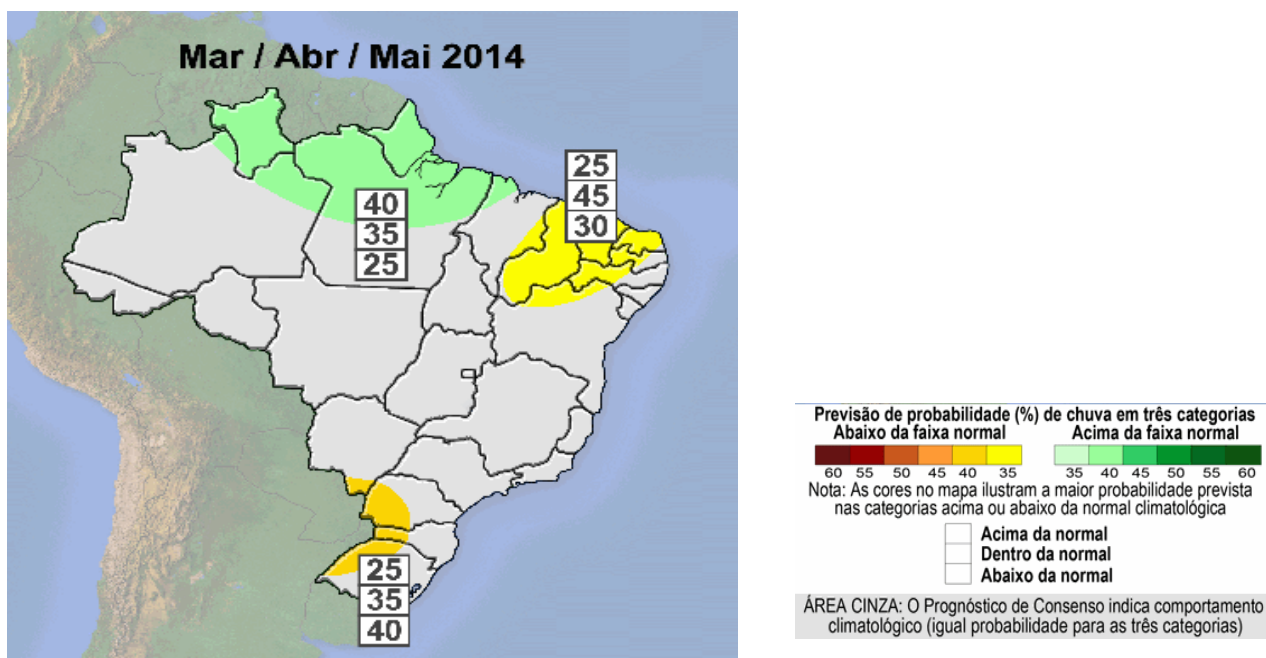 Mar / Abr / Mai 2014
25
45
30
40
35
25
25
35
40
Previsão de probabilidade (%) de chuva em três categorias
Abaixo da faixa normal Acima da faixa normal
60 55 50 45 40 35 35 40 45 50 55 60
Nota: As cores no mapa ilustram a maior probabilidade prevista
nas categorias acima ou abaixo da normal climatológica
Acima da normal
Dentro da normal
Abaixo da normal
ÁREA CINZA: O Prognóstico de Consenso indica comportamento
climatológico (igual probabilidade para as três categorias)